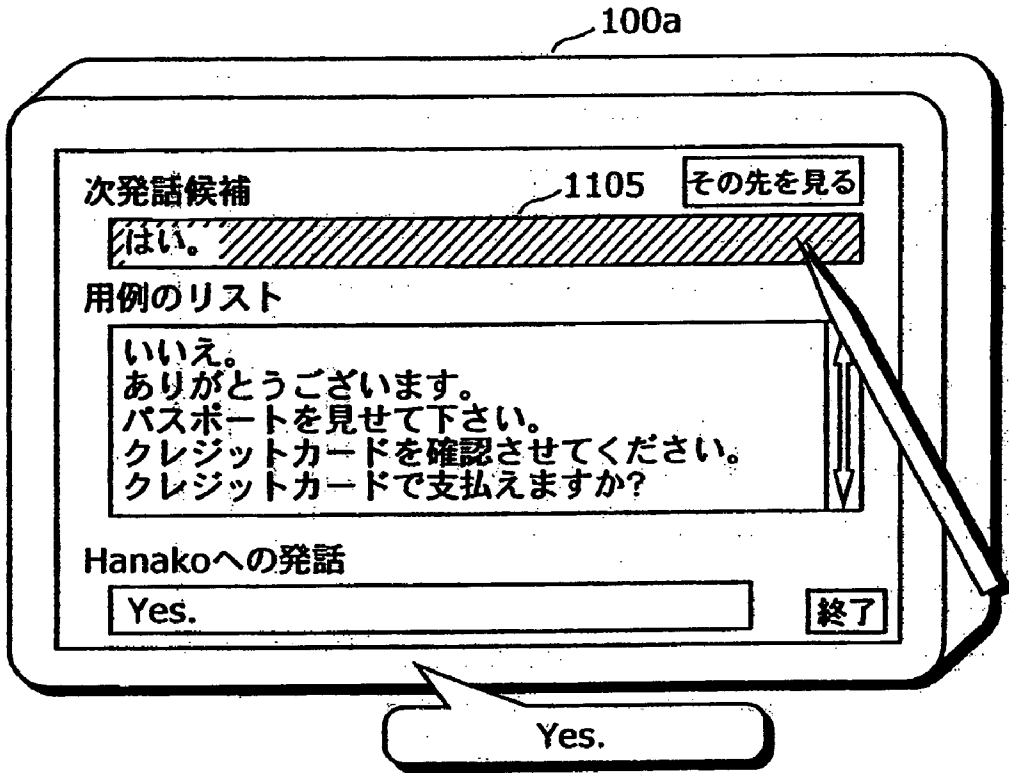 100a
次発話候補
1105
その先を見る
はい。
用例のリスト
いいえ。
ありがとうございます。
パスポートを見せて下さい。
クレジットカードを確認させてください。
クレジットカードで支払えますか?
Hanakoへの発話
Yes.
終了
Yes.